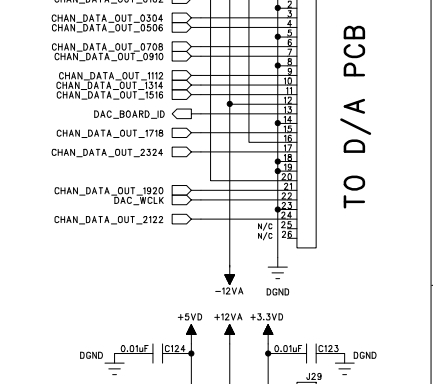 2
CHAN_DATA_OUT_0304 3
CHAN_DATA_OUT_0506 4
5
CHAN_DATA_OUT_0708 6
CHAN_DATA_OUT_0910 7
8
CHAN_DATA_OUT_1112 9
CHAN_DATA_OUT_1314 10
CHAN_DATA_OUT_1516 11
12
DAC_BOARD_ID 13
14
CHAN_DATA_OUT_1718 15
16
CHAN_DATA_OUT_2324 17
18
19
20
CHAN_DATA_OUT_1920 21
DAC_WCLK 22
23
CHAN_DATA_OUT_2122 24
N/C 25
N/C 26
TO D/A PCB
-12VA DGND
+5VD +12VA +3.3VD
DGND 0.01uF C124 0.01uF C123 DGND
J29